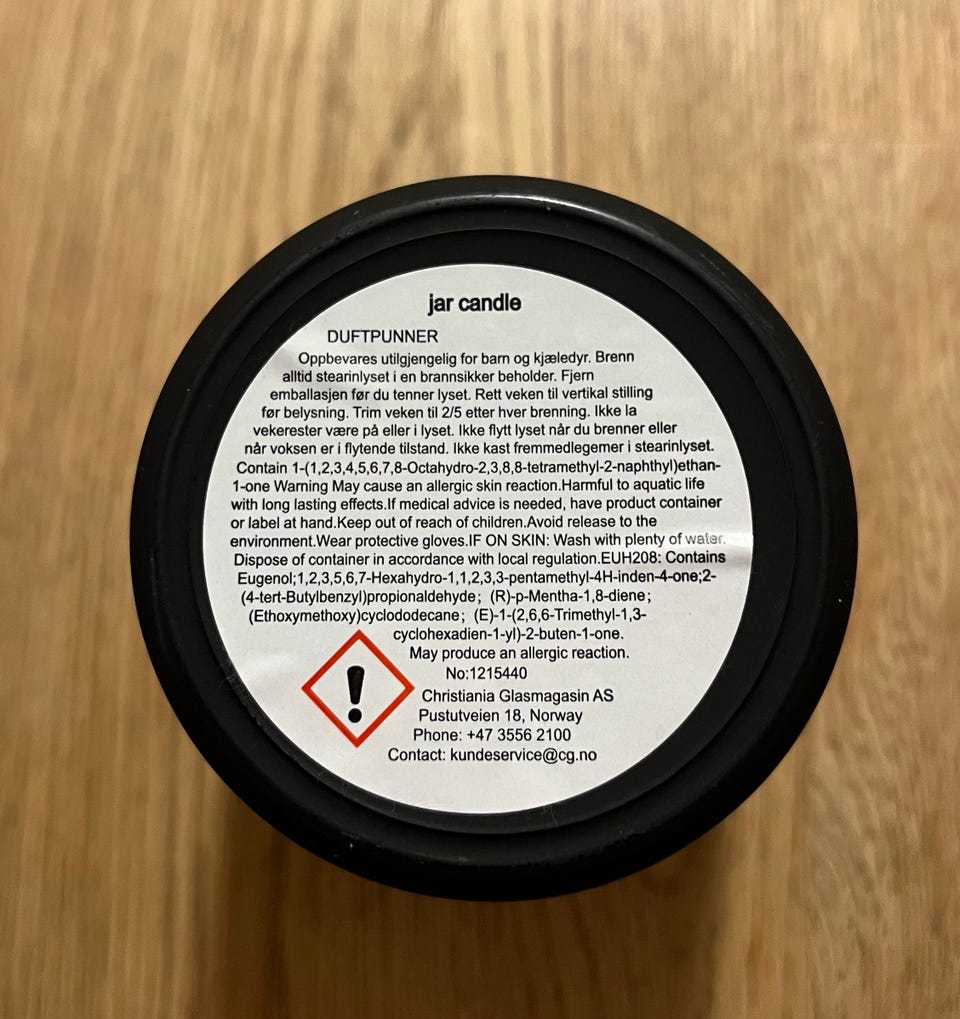 jar candle
DUFTPUNNER
Oppbevares utilgjengelig for barn og kjæledyr. Brenn
alltid stearinlyset i en brannsikker beholder. Fjern
emballasjen før du tenner lyset. Rett veken til vertikal stilling
før belysning. Trim veken til 2/5 etter hver brenning. Ikke la
vekerester være på eller i lyset. Ikke flytt lyset når du brenner eller
når voksen er i flytende tilstand. Ikke kast fremmedlegemer i stearinlyset.
Contain 1-(1,2,3,4,5,6,7,8-Octahydro-2,3,8,8-tetramethyl-2-naphthyl)ethan-
1-one Warning May cause an allergic skin reaction.Harmful to aquatic life
with long lasting effects.If medical advice is needed, have product container
or label at hand.Keep out of reach of children.Avoid release to the
environment.Wear protective gloves.IF ON SKIN: Wash with plenty of water.
Dispose of container in accordance with local regulation.EUH208: Contains
Eugenol;1,2,3,5,6,7-Hexahydro-1,1,2,3,3-pentamethyl-4H-inden-4-one;2-
(4-tert-Butylbenzyl)propionaldehyde; (R)-p-Mentha-1,8-diene;
(Ethoxymethoxy)cyclododecane; (E)-1-(2,6,6-Trimethyl-1,3-
cyclohexadien-1-yl)-2-buten-1-one.
May produce an allergic reaction.
No:1215440
Christiania Glasmagasin AS
Pustutveien 18, Norway
Phone: +47 3556 2100
Contact: kundeservice@cg.no